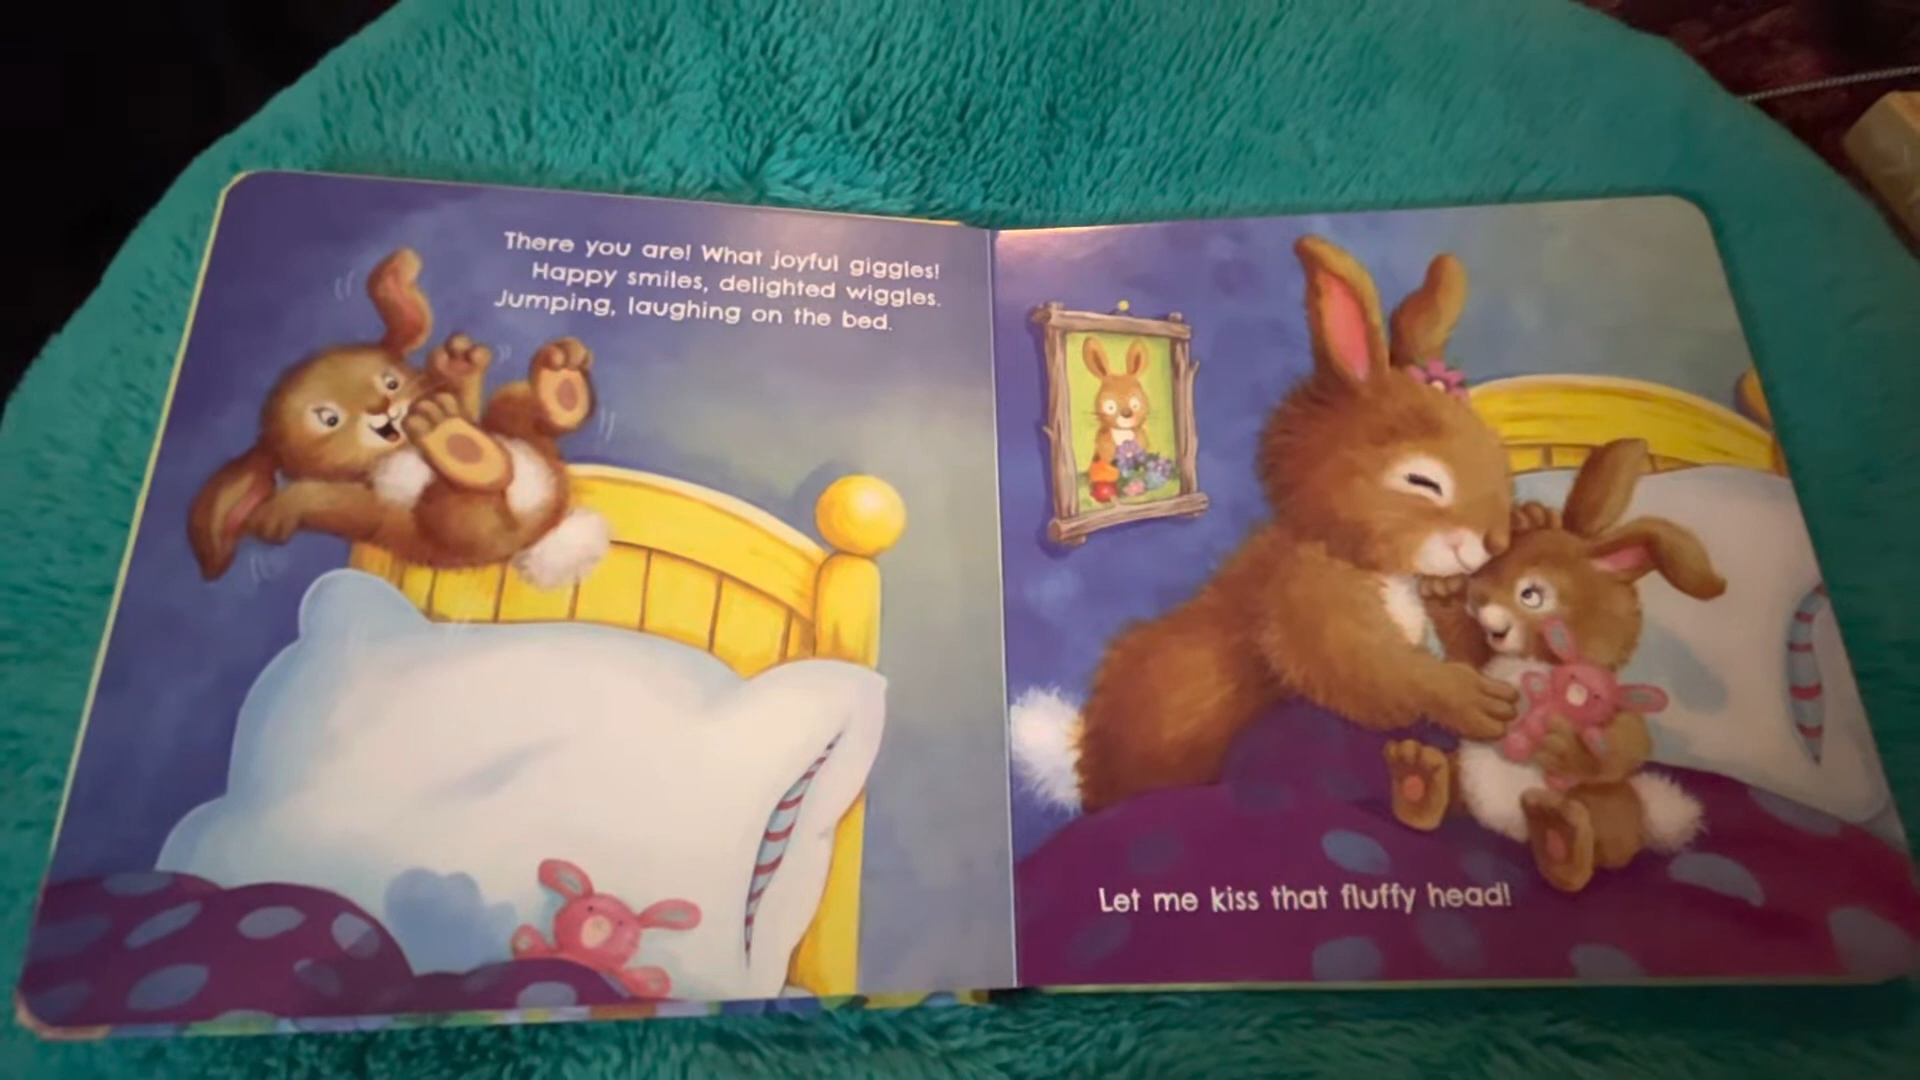 There you are! What joyful giggles!
Happy smiles, delighted wiggles.
Jumping, laughing on the bed.
Let me kiss that fluffy head!